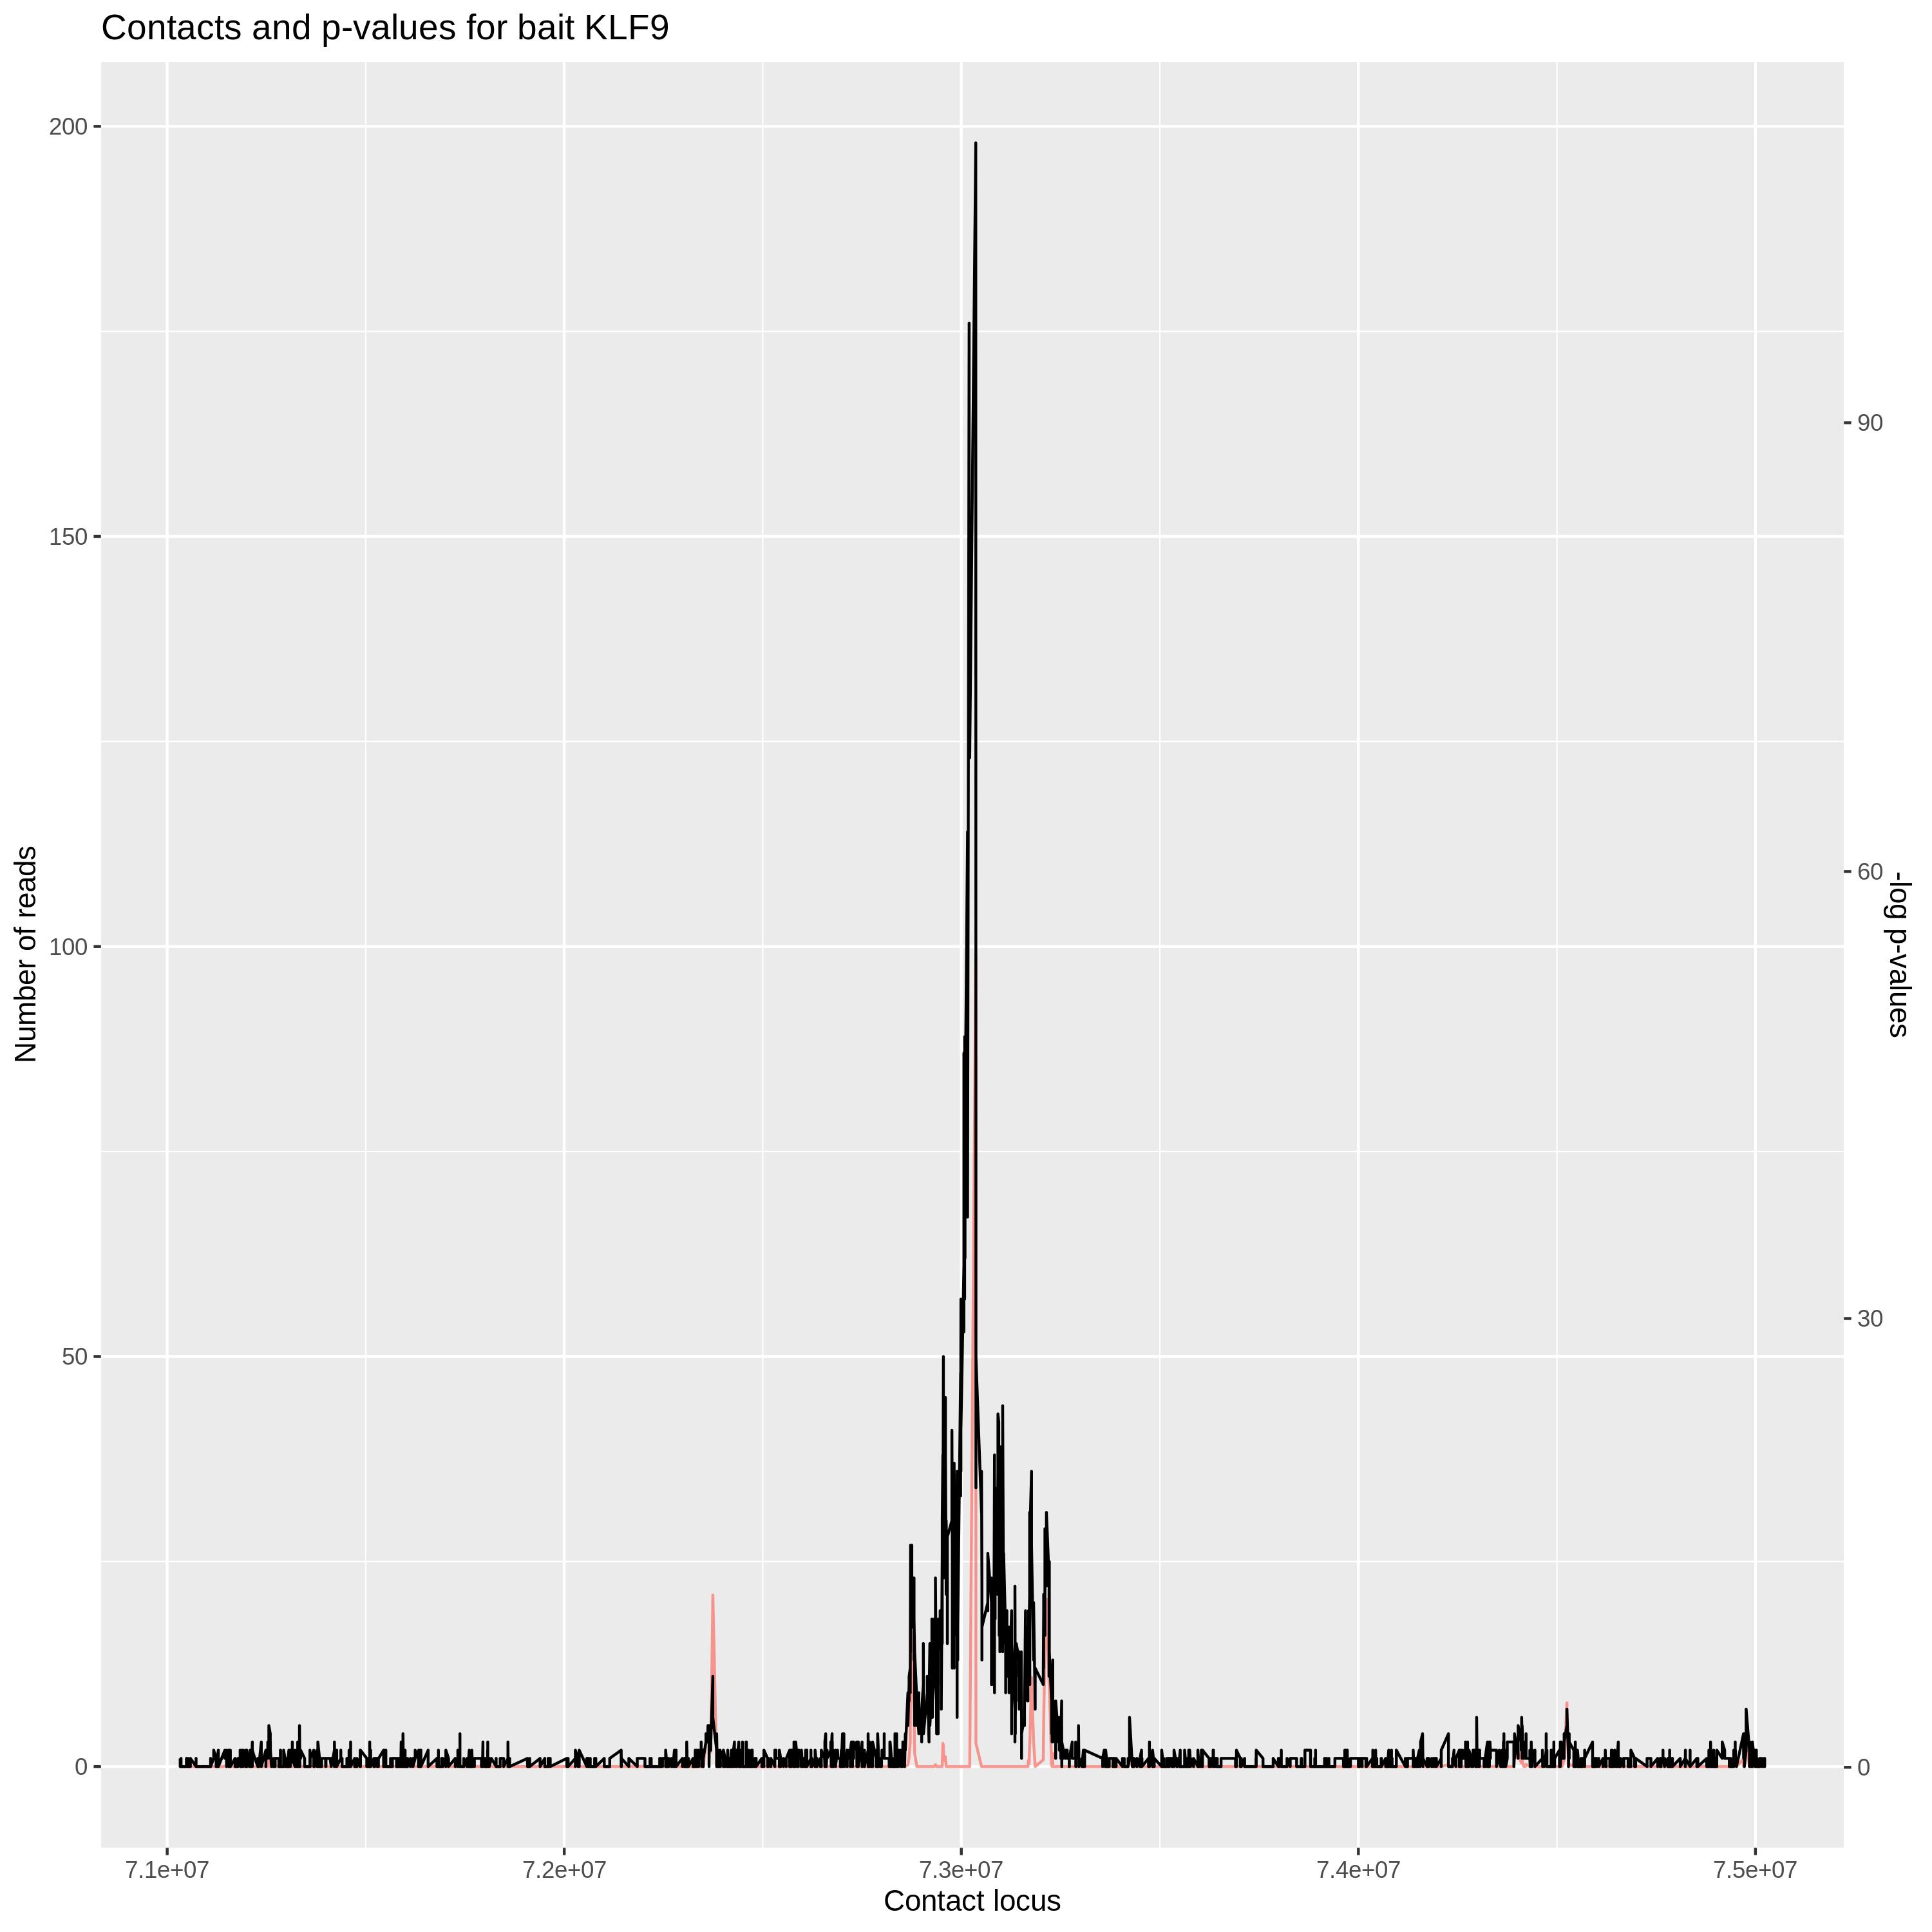 Contacts and p-values for bait KLF9
200
150
100
50
0
90
60
30
0
Number of reads
-log p-values
7.1e+07
7.2e+07
7.3e+07
7.4e+07
7.5e+07
Contact locus